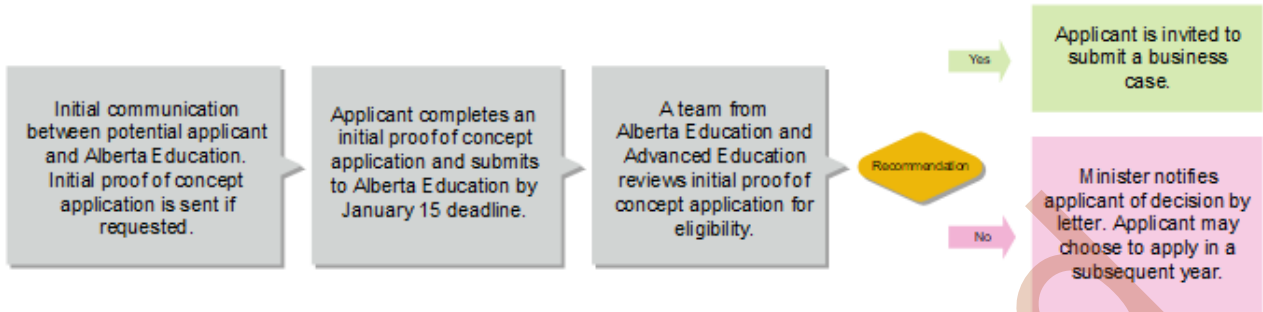 Initial communication
between potential applicant
and Alberta Education.
Initial proof of concept
application is sent if
requested.
Applicant completes an
initial proof of concept
application and submits
to Alberta Education by
January 15 deadline.
A team from
Alberta Education and
Advanced Education
reviews initial proof of
concept application for
eligibility.
Recommendation
Yes
Applicant is invited to
submit a business
case.
No
Minister notifies
applicant of decision by
letter. Applicant may
choose to apply in a
subsequent year.